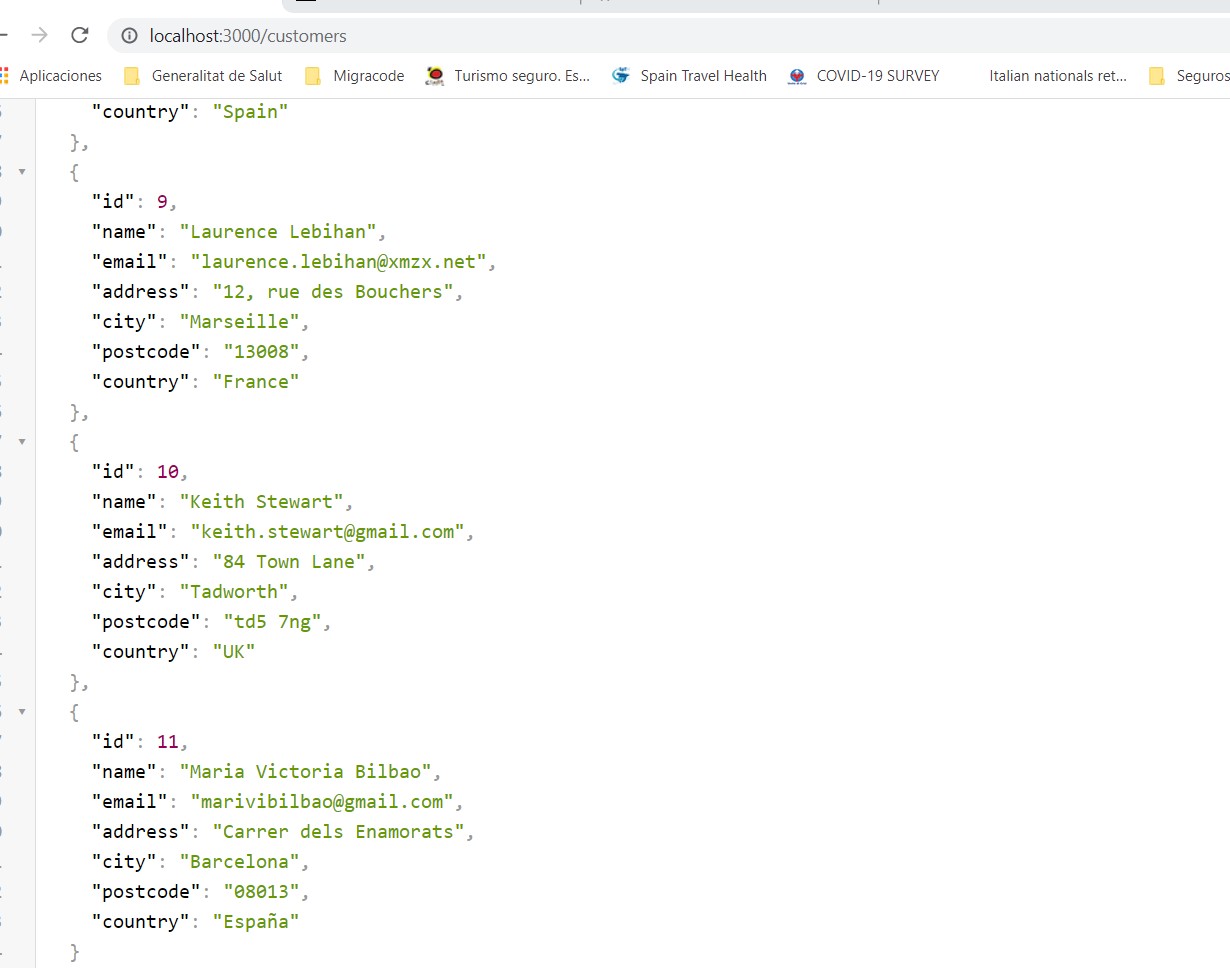 localhost:3000/customers
Aplicaciones Generalitat de Salut Migracode Turismo seguro. Es... Spain Travel Health COVID-19 SURVEY Italian nationals ret... Seguros
"country": "Spain"
},
{
"id": 9,
"name": "Laurence Lebihan",
"email": "laurence.lebihan@xmzx.net",
"address": "12, rue des Bouchers",
"city": "Marseille",
"postcode": "13008",
"country": "France"
},
{
"id": 10,
"name": "Keith Stewart",
"email": "keith.stewart@gmail.com",
"address": "84 Town Lane",
"city": "Tadworth",
"postcode": "td5 7ng",
"country": "UK"
},
{
"id": 11,
"name": "Maria Victoria Bilbao",
"email": "marivibilbao@gmail.com",
"address": "Carrer dels Enamorats",
"city": "Barcelona",
"postcode": "08013",
"country": "España"
}